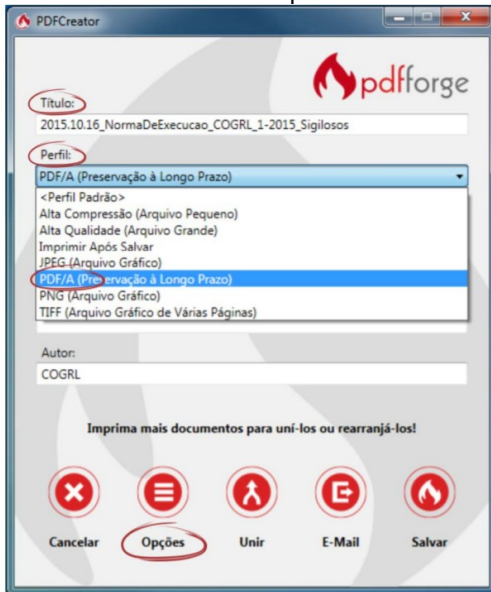 PDFCreator
pdfforge
Título:
2015.10.16_NormaDeExecucao_COGRL_1-2015_Sigilosos
Perfil:
PDF/A (Preservação à Longo Prazo)
<Perfil Padrão>
Alta Compressão (Arquivo Pequeno)
Alta Qualidade (Arquivo Grande)
Imprimir Após Salvar
JPEG (Arquivo Gráfico)
PDF/A (Preservação à Longo Prazo)
PNG (Arquivo Gráfico)
TIFF (Arquivo Gráfico de Várias Páginas)
Autor:
COGRL
Imprima mais documentos para uní-los ou rearranjá-los!
Cancelar Opções Unir E-Mail Salvar